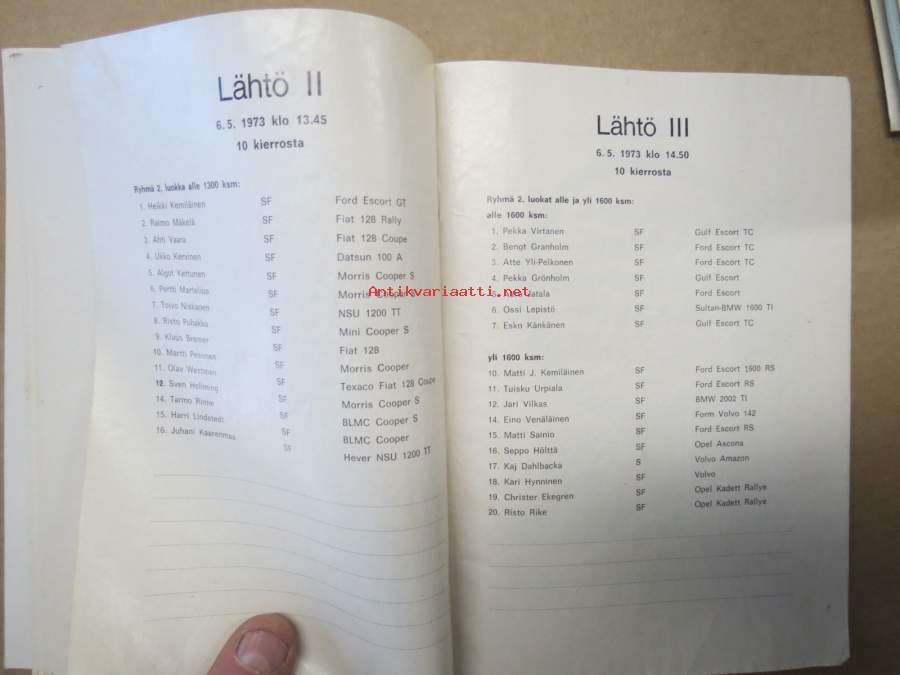 Lähtö II
6. 5. 1973 klo 13.45
10 kierrosta
Ryhmä 2. luokka alle 1300 ksm:
1. Heikki Kemiläinen SF Ford Escort GT
2. Raimo Mäkelä SF Fiat 128 Rally
3. Ahti Vaara SF Fiat 128 Coupe
4. Ukko Kervinen SF Datsun 100 A
5. Algot Kettunen SF Morris Cooper S
6. Pertti Martelius SF Morris Cooper S
7. Toivo Niskanen SF NSU 1200 TT
8. Risto Puhakka SF Mini Cooper S
9. Klaus Bremer SF Fiat 128
10. Martti Pesonen SF Morris Cooper
11. Olav Westman SF Texaco Fiat 128 Coupe
12. Sven Holming SF Morris Cooper S
14. Tarmo Rinne SF BLMC Cooper S
15. Harri Lindstedt SF BLMC Cooper
16. Juhani Kaarenmaa SF Hever NSU 1200 TT
Lähtö III
6. 5. 1973 klo 14.50
10 kierrosta
Ryhmä 2. luokat alle ja yli 1600 ksm:
alle 1600 ksm:
1. Pekka Virtanen SF Gulf Escort TC
2. Bengt Granholm SF Ford Escort TC
3. Atte Yli-Pelkonen SF Ford Escort TC
4. Pekka Grönholm SF Gulf Escort
5. SF Ford Escort
6. Ossi Lepistö SF Sultan-BMW 1600 TI
7. Esko Känkänen SF Gulf Escort TC
yli 1600 ksm:
10. Matti J. Kemiläinen SF Ford Escort 1600 RS
11. Tuisku Urpiala SF Ford Escort RS
12. Jari Vilkas SF BMW 2002 TI
14. Eino Venäläinen SF Form Volvo 142
15. Matti Sainio SF Ford Escort RS
16. Seppo Hölttä SF Opel Ascona
17. Kaj Dahlbacka S Volvo Amazon
18. Kari Hynninen SF Volvo
19. Christer Ekegren SF Opel Kadett Rallye
20. Risto Rike SF Opel Kadett Rallye
Antikvariaatti.net